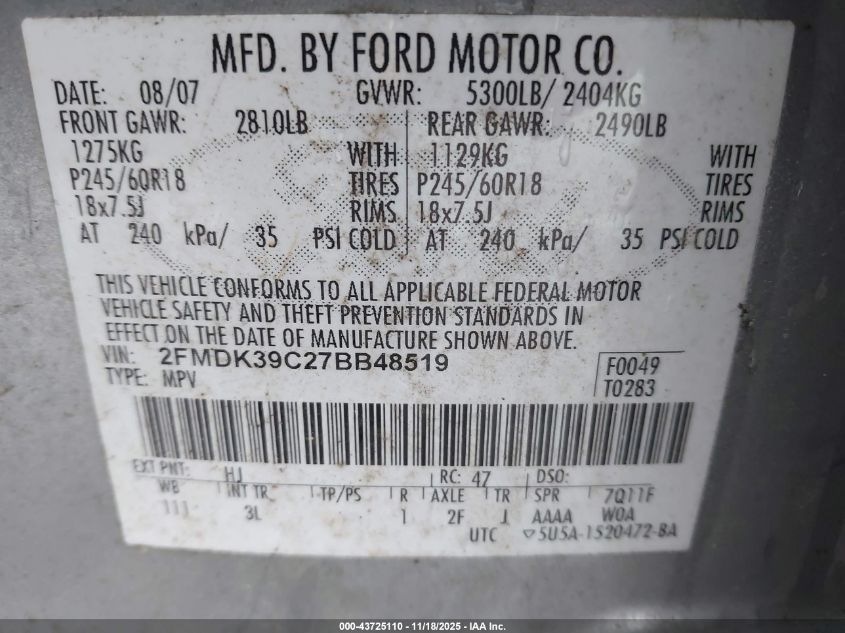 MFD. BY FORD MOTOR CO.
DATE: 08/07 GVWR: 5300LB/ 2404KG
FRONT GAWR: 2810LB REAR GAWR: 2490LB
1275KG WITH 1129KG WITH
P245/60R18 TIRES P245/60R18 TIRES
18x7.5J RIMS 18x7.5J RIMS
AT 240 kPa/ 35 PSI COLD AT 240 kPa/ 35 PSI COLD
THIS VEHICLE CONFORMS TO ALL APPLICABLE FEDERAL MOTOR
VEHICLE SAFETY AND THEFT PREVENTION STANDARDS IN
EFFECT ON THE DATE OF MANUFACTURE SHOWN ABOVE.
VIN: 2FMDK39C27BB48519 F0049
TYPE: MPV T0283
EXT PNT: HJ RC: 47 DSO:
WB INT TR TP/PS R AXLE TR SPR 7Q11F
111 3L 1 2F J AAAA W0A
UTC ▽5U5A-1520472-BA
000-43725110 - 11/18/2025 - IAA Inc.